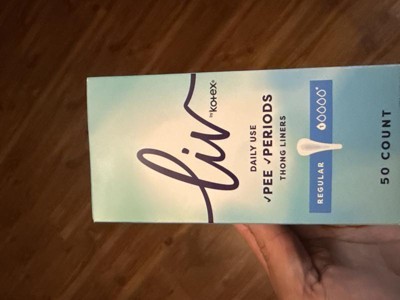 liv
by kotex®
DAILY USE
✓PEE ✓PERIODS
THONG LINERS
REGULAR
50 COUNT